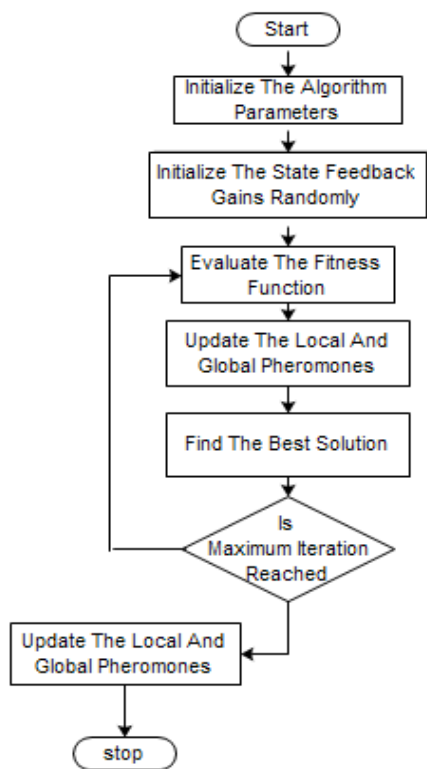 Start
Initialize The Algorithm
Parameters
Initialize The State Feedback
Gains Randomly
Evaluate The Fitness
Function
Update The Local And
Global Pheromones
Find The Best Solution
Is
Maximum Iteration
Reached
Update The Local And
Global Pheromones
stop